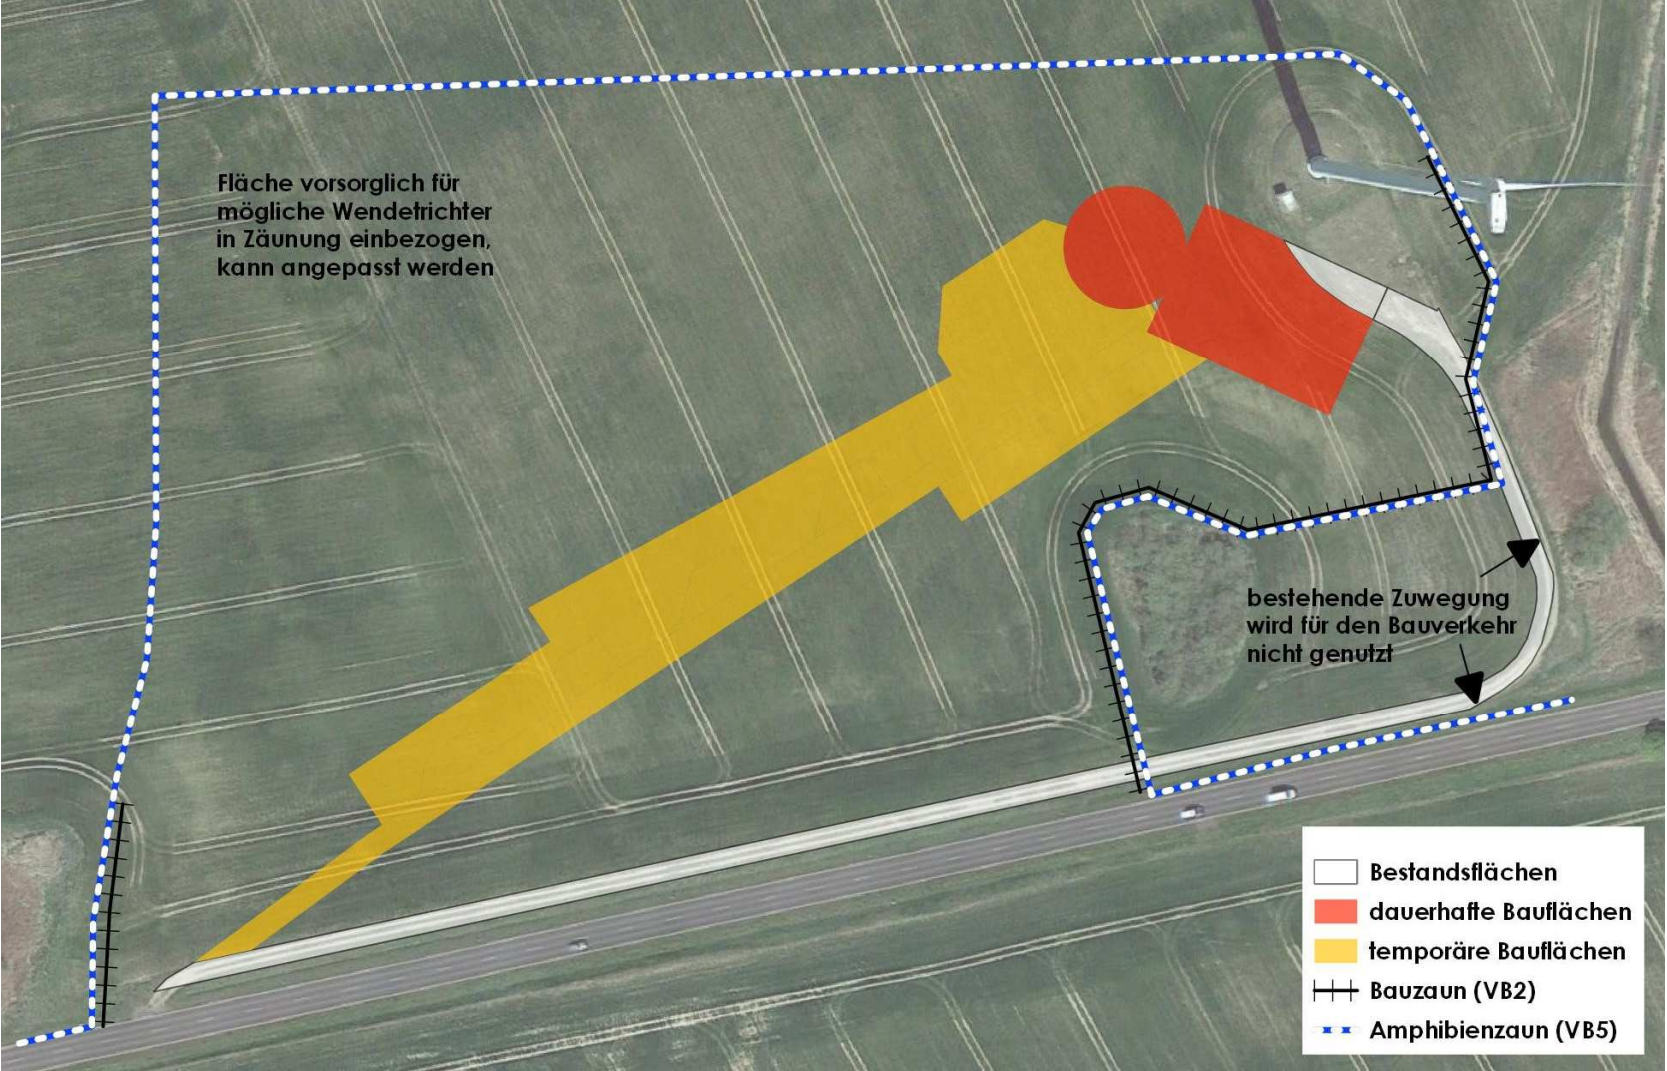 Fläche vorsorglich für
mögliche Wendetrichter
in Zäunung einbezogen,
kann angepasst werden
bestehende Zuwegung
wird für den Bauverkehr
nicht genutzt
Bestandsflächen
dauerhafte Bauflächen
temporäre Bauflächen
Bauzaun (VB2)
Amphibienzaun (VB5)